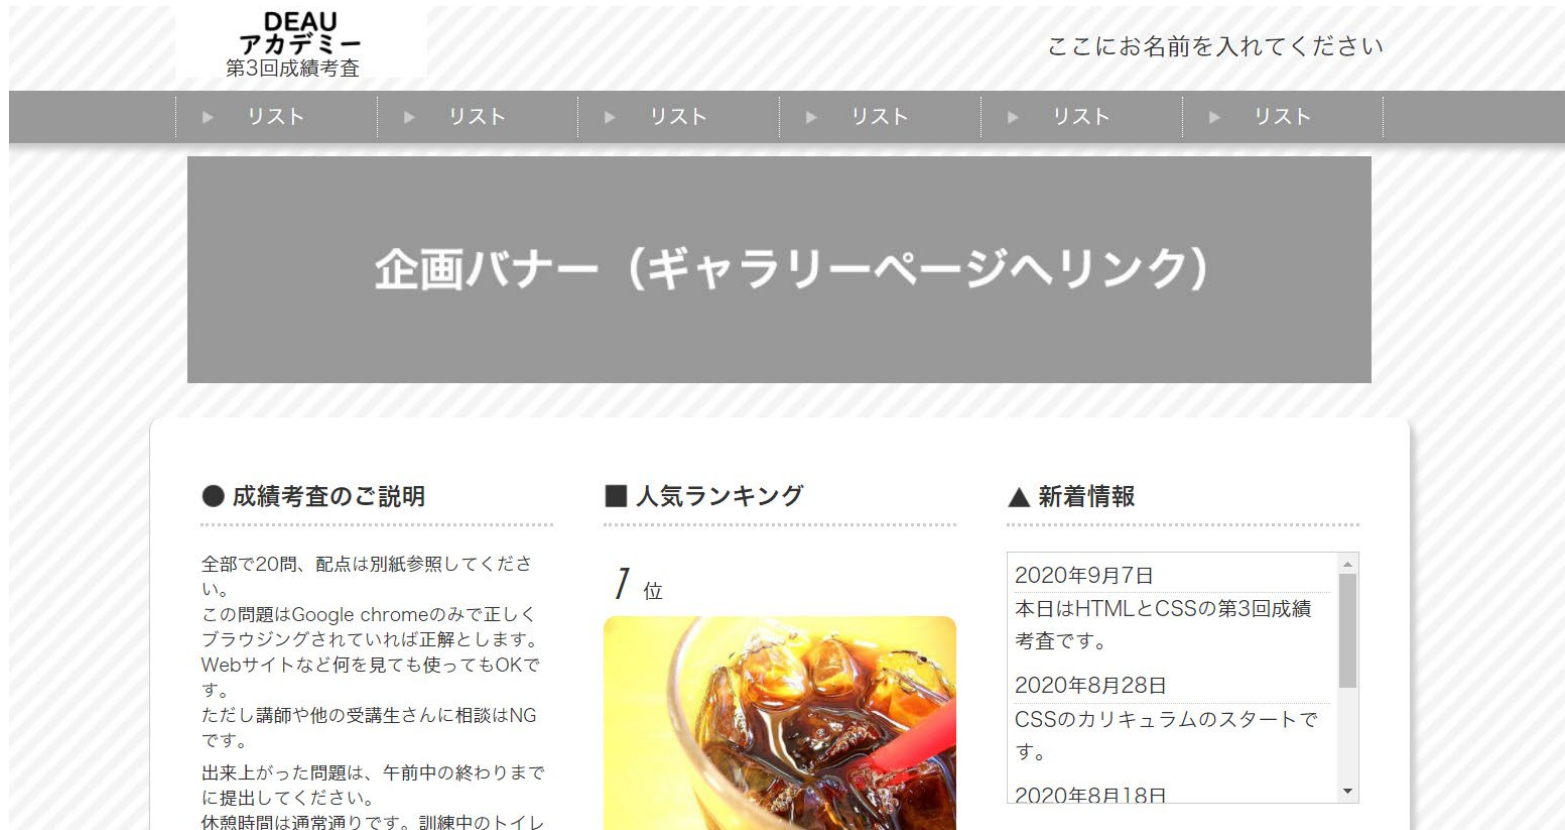 DEAU
アカデミー
第3回成績考査
ここにお名前を入れてください
▶ リスト ▶ リスト ▶ リスト ▶ リスト ▶ リスト ▶ リスト
企画バナー（ギャラリーページへリンク）
● 成績考査のご説明
全部で20問、配点は別紙参照してくださ
い。
この問題はGoogle chromeのみで正しく
ブラウジングされていれば正解とします。
Webサイトなど何を見ても使ってもOKで
す。
ただし講師や他の受講生さんに相談はNG
です。
出来上がった問題は、午前中の終わりまで
に提出してください。
休憩時間は通常通りです。訓練中のトイレ
■ 人気ランキング
1 位
▲ 新着情報
2020年9月7日
本日はHTMLとCSSの第3回成績
考査です。
2020年8月28日
CSSのカリキュラムのスタートで
す。
2020年8月18日